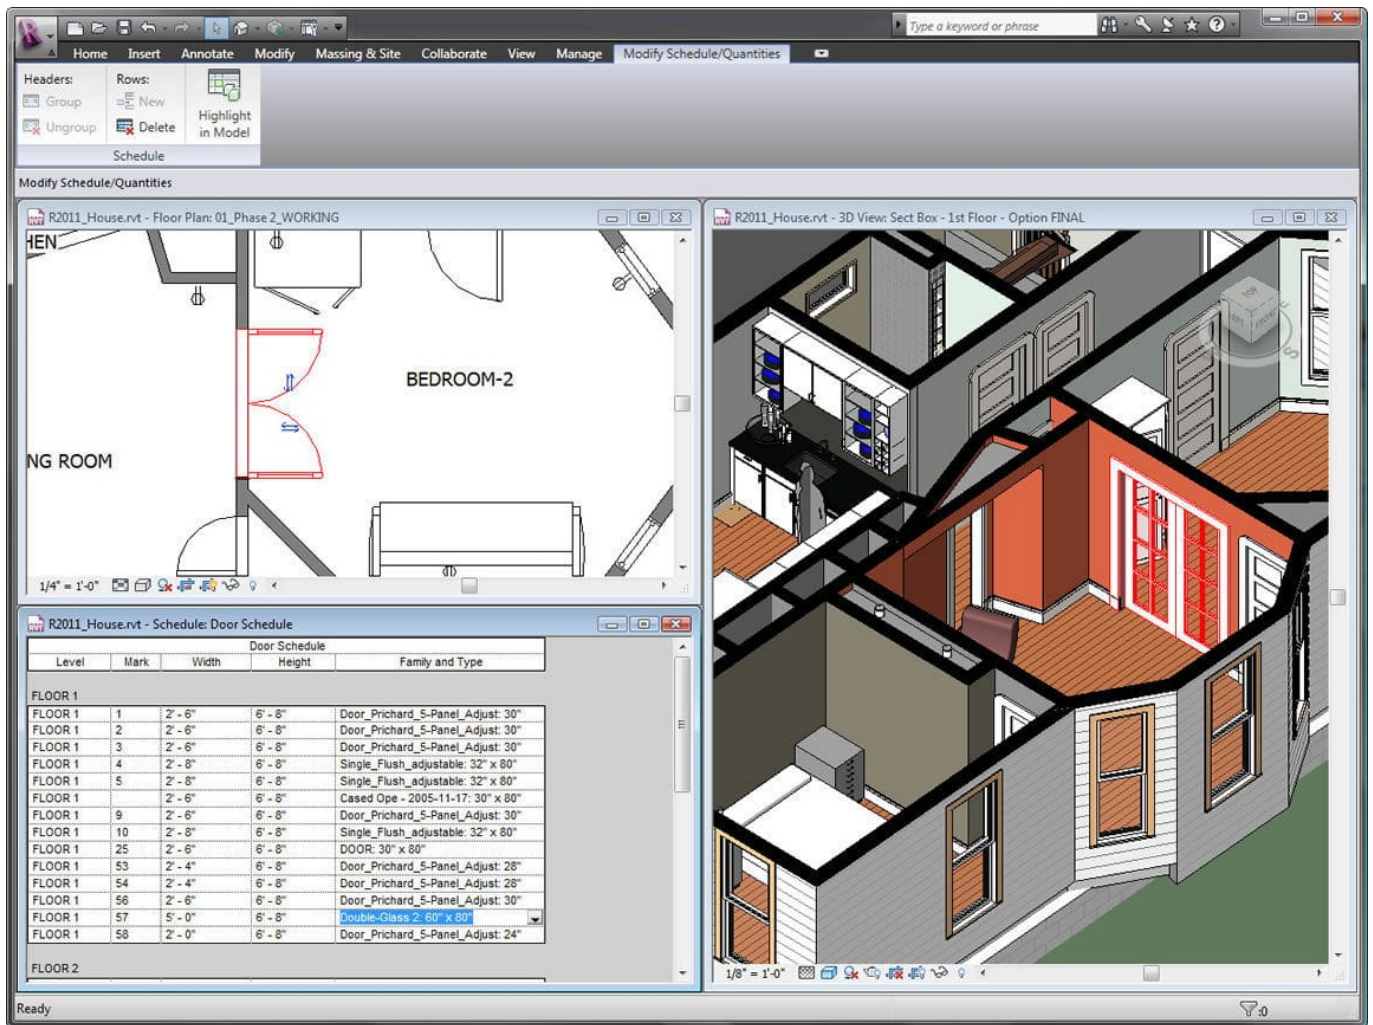 Type a keyword or phrase
Home Insert Annotate Modify Massing & Site Collaborate View Manage Modify Schedule/Quantities
Headers: Rows:
Group New
Ungroup Delete
Highlight
in Model
Schedule
Modify Schedule/Quantities
R2011_House.rvt - Floor Plan: 01_Phase 2_WORKING
HEN
BEDROOM-2
NG ROOM
1/4" = 1'-0"
R2011_House.rvt - 3D View: Sect Box - 1st Floor - Option FINAL
TOP
FRONT
1/8" = 1'-0"
R2011_House.rvt - Schedule: Door Schedule
Door Schedule
Level Mark Width Height Family and Type
FLOOR 1
FLOOR 1 1 2' - 6" 6' - 8" Door_Prichard_5-Panel_Adjust: 30"
FLOOR 1 2 2' - 6" 6' - 8" Door_Prichard_5-Panel_Adjust: 30"
FLOOR 1 3 2' - 6" 6' - 8" Door_Prichard_5-Panel_Adjust: 30"
FLOOR 1 4 2' - 8" 6' - 8" Single_Flush_adjustable: 32" x 80"
FLOOR 1 5 2' - 8" 6' - 8" Single_Flush_adjustable: 32" x 80"
FLOOR 1 2' - 6" 6' - 8" Cased Ope - 2005-11-17: 30" x 80"
FLOOR 1 9 2' - 6" 6' - 8" Door_Prichard_5-Panel_Adjust: 30"
FLOOR 1 10 2' - 8" 6' - 8" Single_Flush_adjustable: 32" x 80"
FLOOR 1 25 2' - 6" 6' - 8" DOOR: 30" x 80"
FLOOR 1 53 2' - 4" 6' - 8" Door_Prichard_5-Panel_Adjust: 28"
FLOOR 1 54 2' - 4" 6' - 8" Door_Prichard_5-Panel_Adjust: 28"
FLOOR 1 56 2' - 6" 6' - 8" Door_Prichard_5-Panel_Adjust: 30"
FLOOR 1 57 5' - 0" 6' - 8" Double-Glass 2: 60" x 80"
FLOOR 1 58 2' - 0" 6' - 8" Door_Prichard_5-Panel_Adjust: 24"
FLOOR 2
Ready
:0